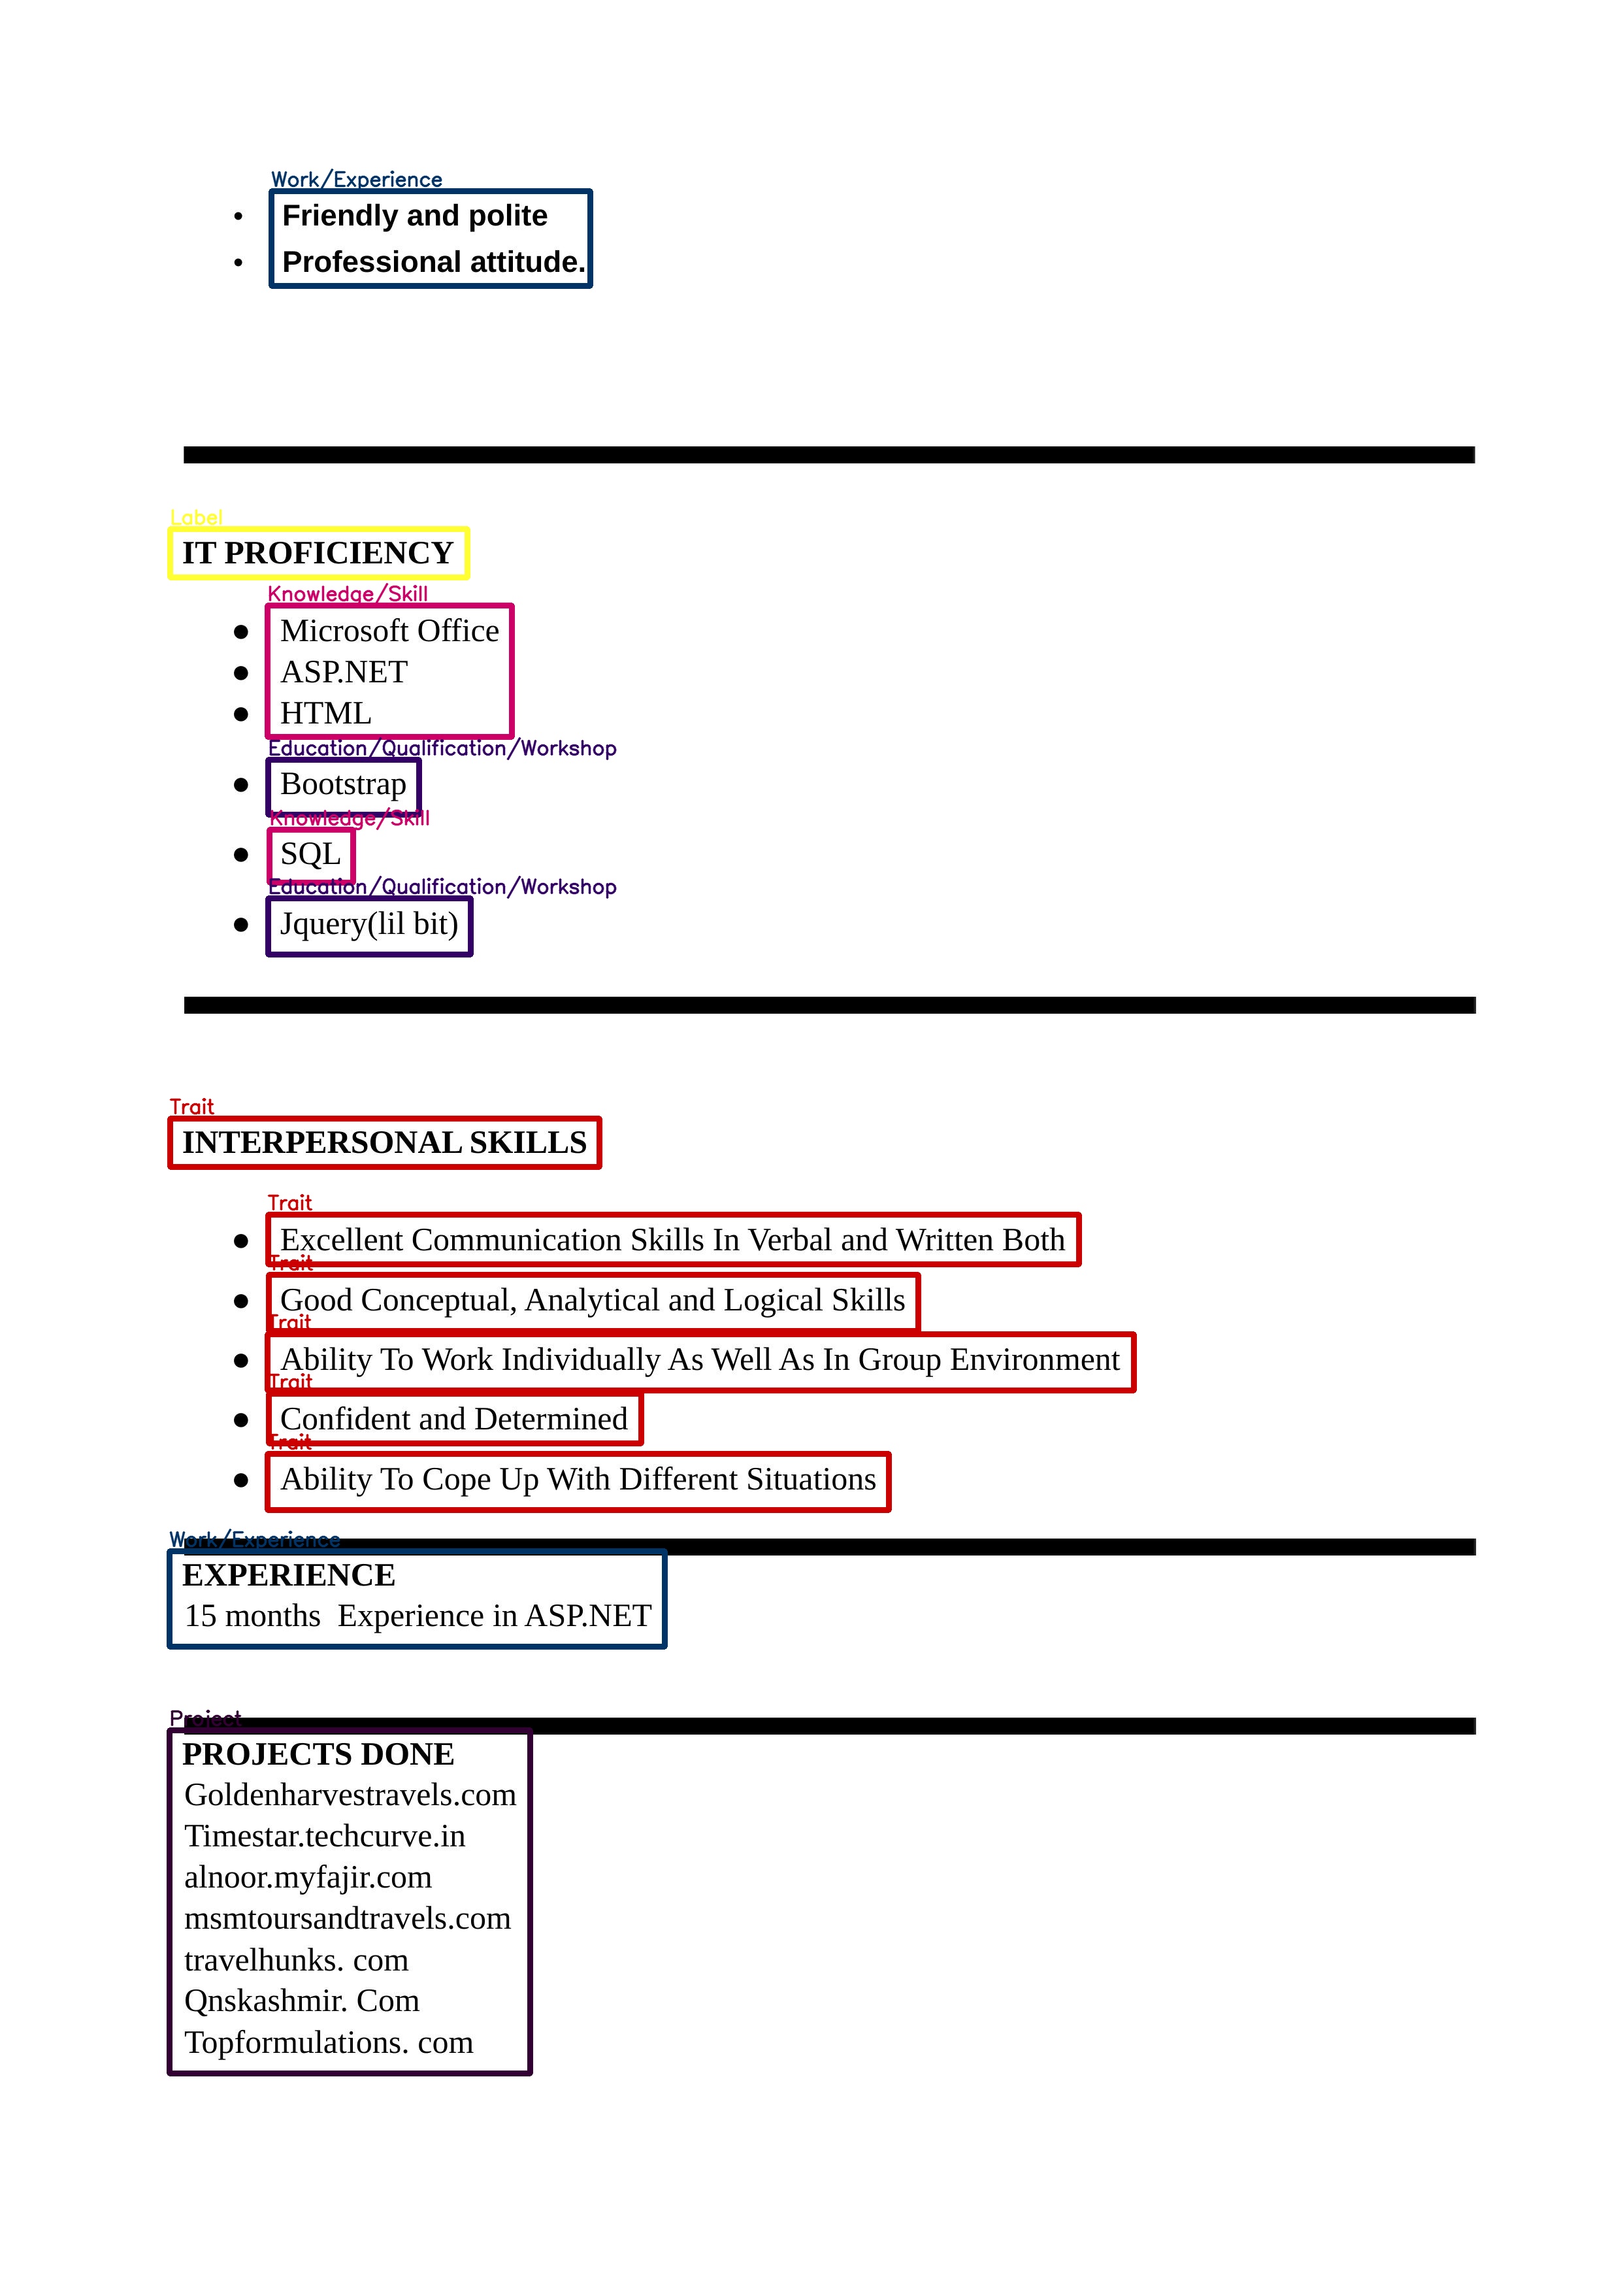 Work/Experience
• Friendly and polite
• Professional attitude.
Label
IT PROFICIENCY
Knowledge/Skill
● Microsoft Office
● ASP.NET
● HTML
Education/Qualification/Workshop
● Bootstrap
Knowledge/Skill
● SQL
Education/Qualification/Workshop
● Jquery(lil bit)
Trait
INTERPERSONAL SKILLS
Trait
● Excellent Communication Skills In Verbal and Written Both
Trait
● Good Conceptual, Analytical and Logical Skills
Trait
● Ability To Work Individually As Well As In Group Environment
Trait
● Confident and Determined
Trait
● Ability To Cope Up With Different Situations
Work/Experience
EXPERIENCE
15 months  Experience in ASP.NET
Project
PROJECTS DONE
Goldenharvestravels.com
Timestar.techcurve.in
alnoor.myfajir.com
msmtoursandtravels.com
travelhunks. com
Qnskashmir. Com
Topformulations. com